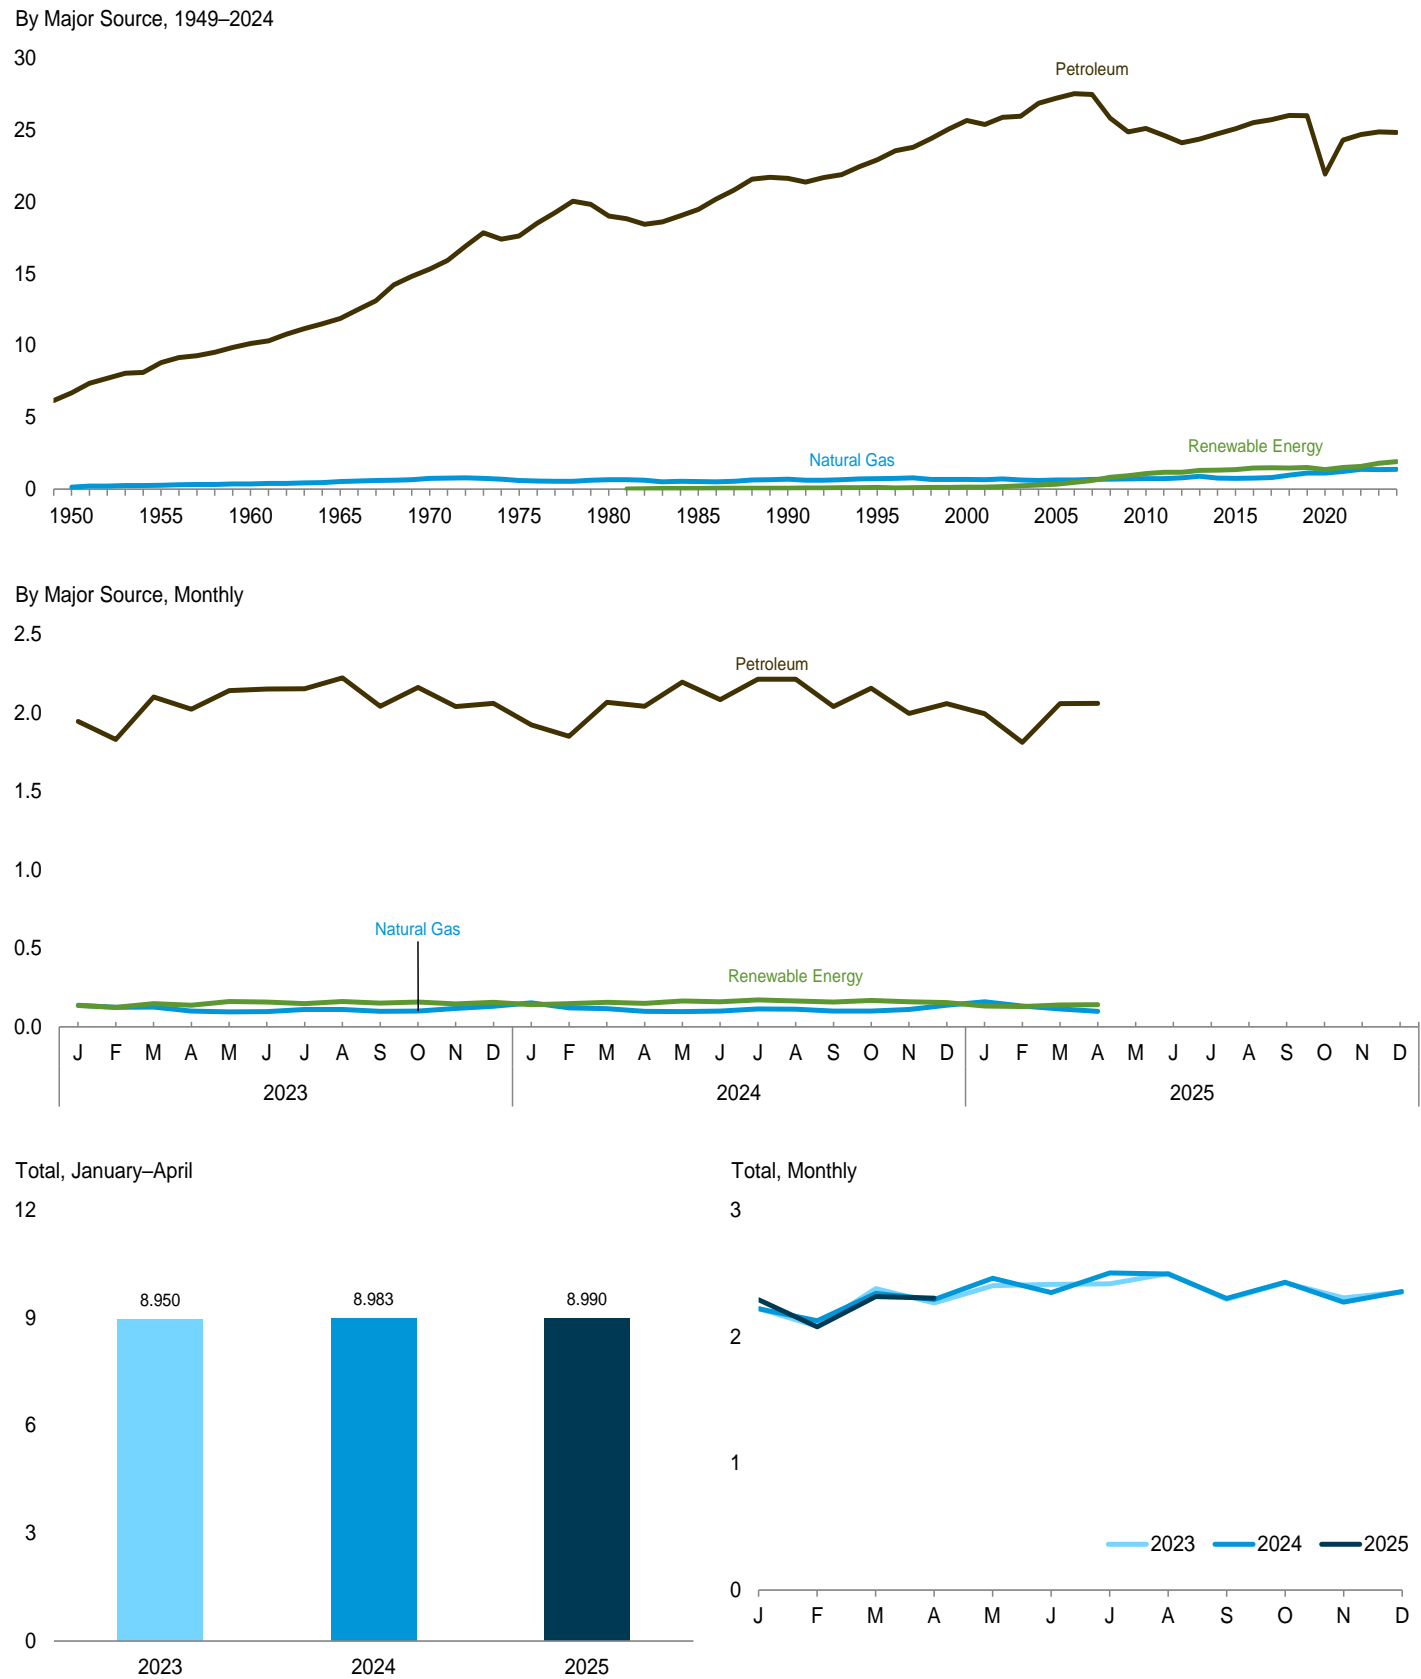 By Major Source, 1949–2024
30
Petroleum
25
20
15
10
5
Renewable Energy
Natural Gas
0
1950 1955 1960 1965 1970 1975 1980 1985 1990 1995 2000 2005 2010 2015 2020
By Major Source, Monthly
2.5
Petroleum
2.0
1.5
1.0
Natural Gas
0.5
Renewable Energy
0.0
J F M A M J J A S O N D J F M A M J J A S O N D J F M A M J J A S O N D
2023 2024 2025
Total, January–April
12
8.950 8.983 8.990
9
6
3
0
2023 2024 2025
Total, Monthly
3
2
1
2023 2024 2025
0
J F M A M J J A S O N D